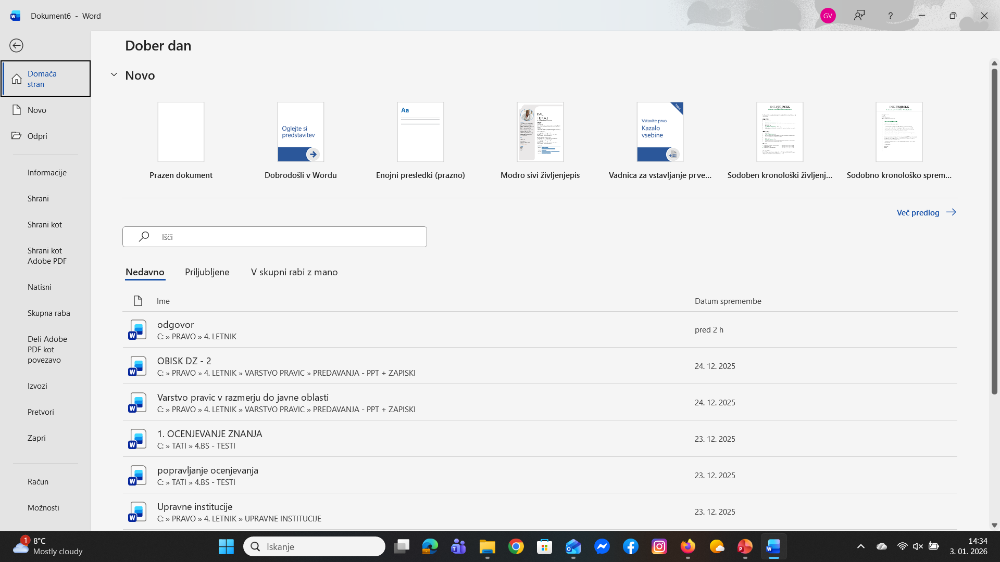 Dokument6 - Word
GV
Dober dan
Domača
stran
Novo
Odpri
Informacije
Shrani
Shrani kot
Shrani kot
Adobe PDF
Natisni
Skupna raba
Deli Adobe
PDF kot
povezavo
Izvozi
Pretvori
Zapri
Račun
Možnosti
Novo
Oglejte si
predstavitev
Aa
Novo
Vstavite prvo
Kazalo
vsebine
IME PRIIMEK
IME PRIIMEK
Prazen dokument
Dobrodošli v Wordu
Enojni presledki (prazno)
Modro sivi življenjepis
Vadnica za vstavljanje prve...
Sodoben kronološki življenj...
Sodobno kronološko sprem...
Več predlog
Išči
Nedavno Priljubljene V skupni rabi z mano
Ime Datum spremembe
odgovor
C: » PRAVO » 4. LETNIK
pred 2 h
OBISK DZ - 2
C: » PRAVO » 4. LETNIK » VARSTVO PRAVIC » PREDAVANJA - PPT + ZAPISKI
24. 12. 2025
Varstvo pravic v razmerju do javne oblasti
C: » PRAVO » 4. LETNIK » VARSTVO PRAVIC » PREDAVANJA - PPT + ZAPISKI
24. 12. 2025
1. OCENJEVANJE ZNANJA
C: » TATI » 4.BS - TESTI
23. 12. 2025
popravljanje ocenjevanja
C: » TATI » 4.BS - TESTI
23. 12. 2025
Upravne institucije
C: » PRAVO » 4. LETNIK » UPRAVNE INSTITUCIJE
23. 12. 2025
1
8°C
Mostly cloudy
Iskanje
14:34
3. 01. 2026